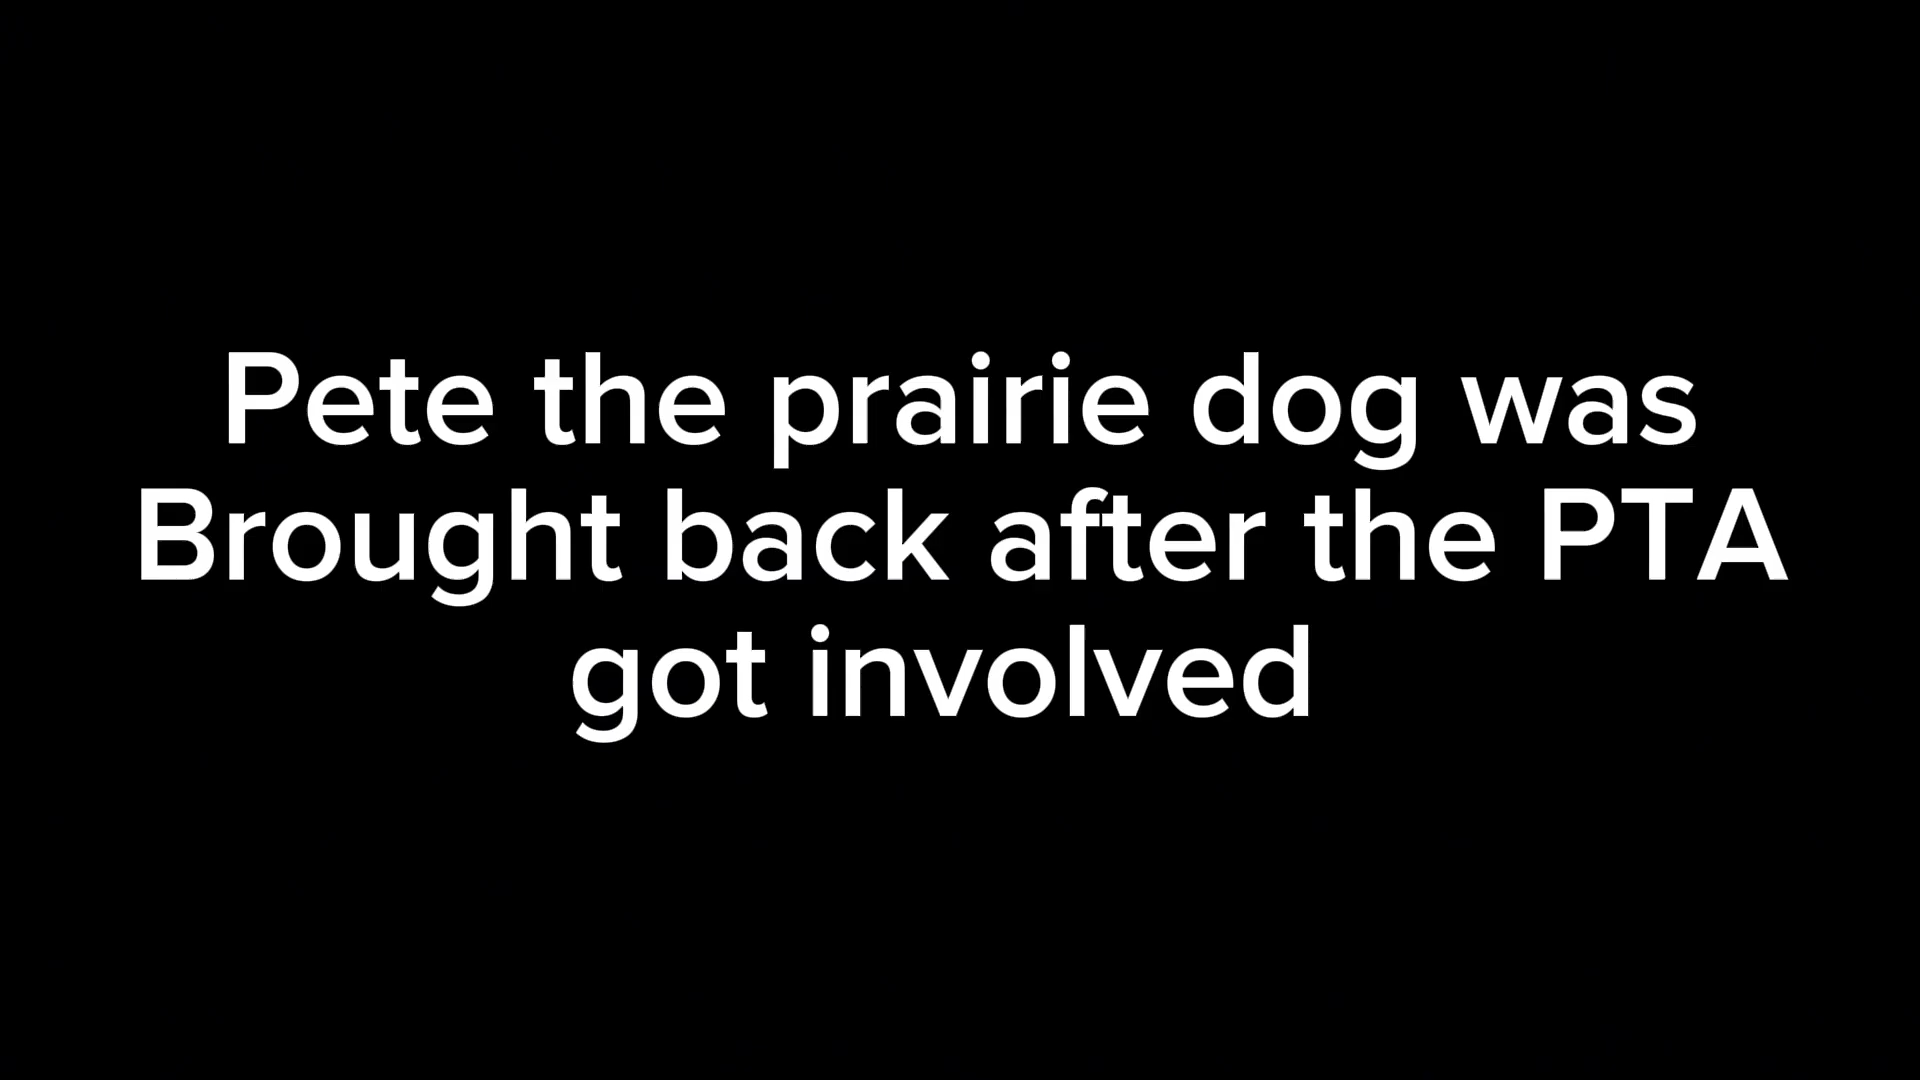 Pete the prairie dog was
Brought back after the PTA
got involved